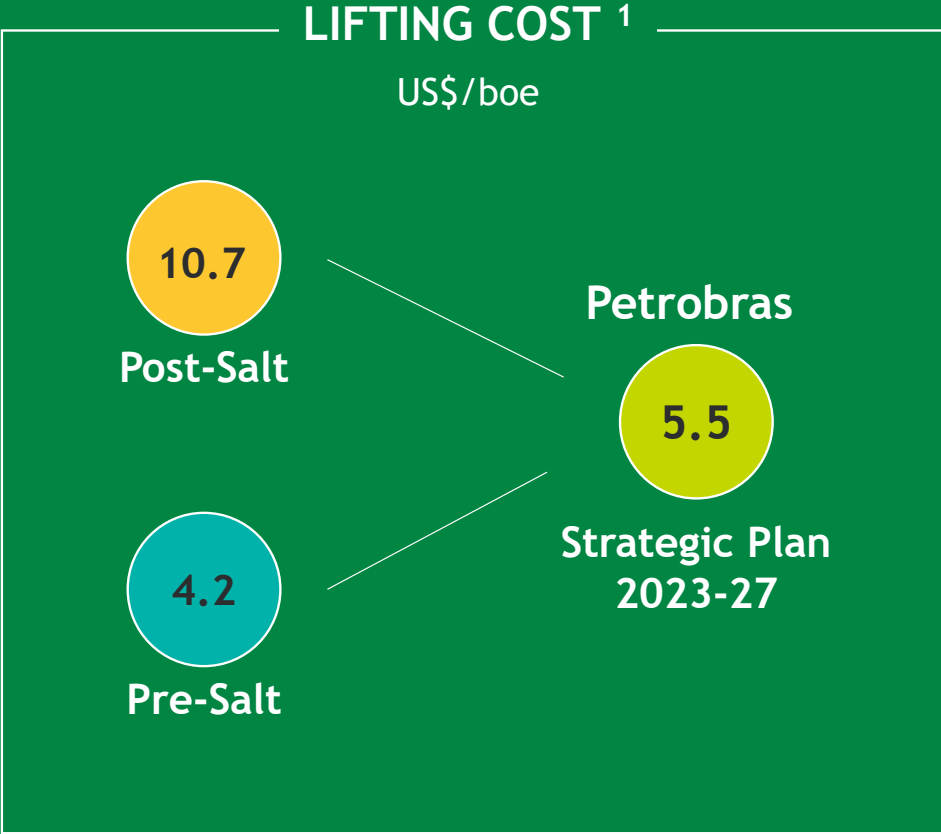 LIFTING COST ¹
US$/boe
10.7
Post-Salt
4.2
Pre-Salt
Petrobras
5.5
Strategic Plan
2023-27